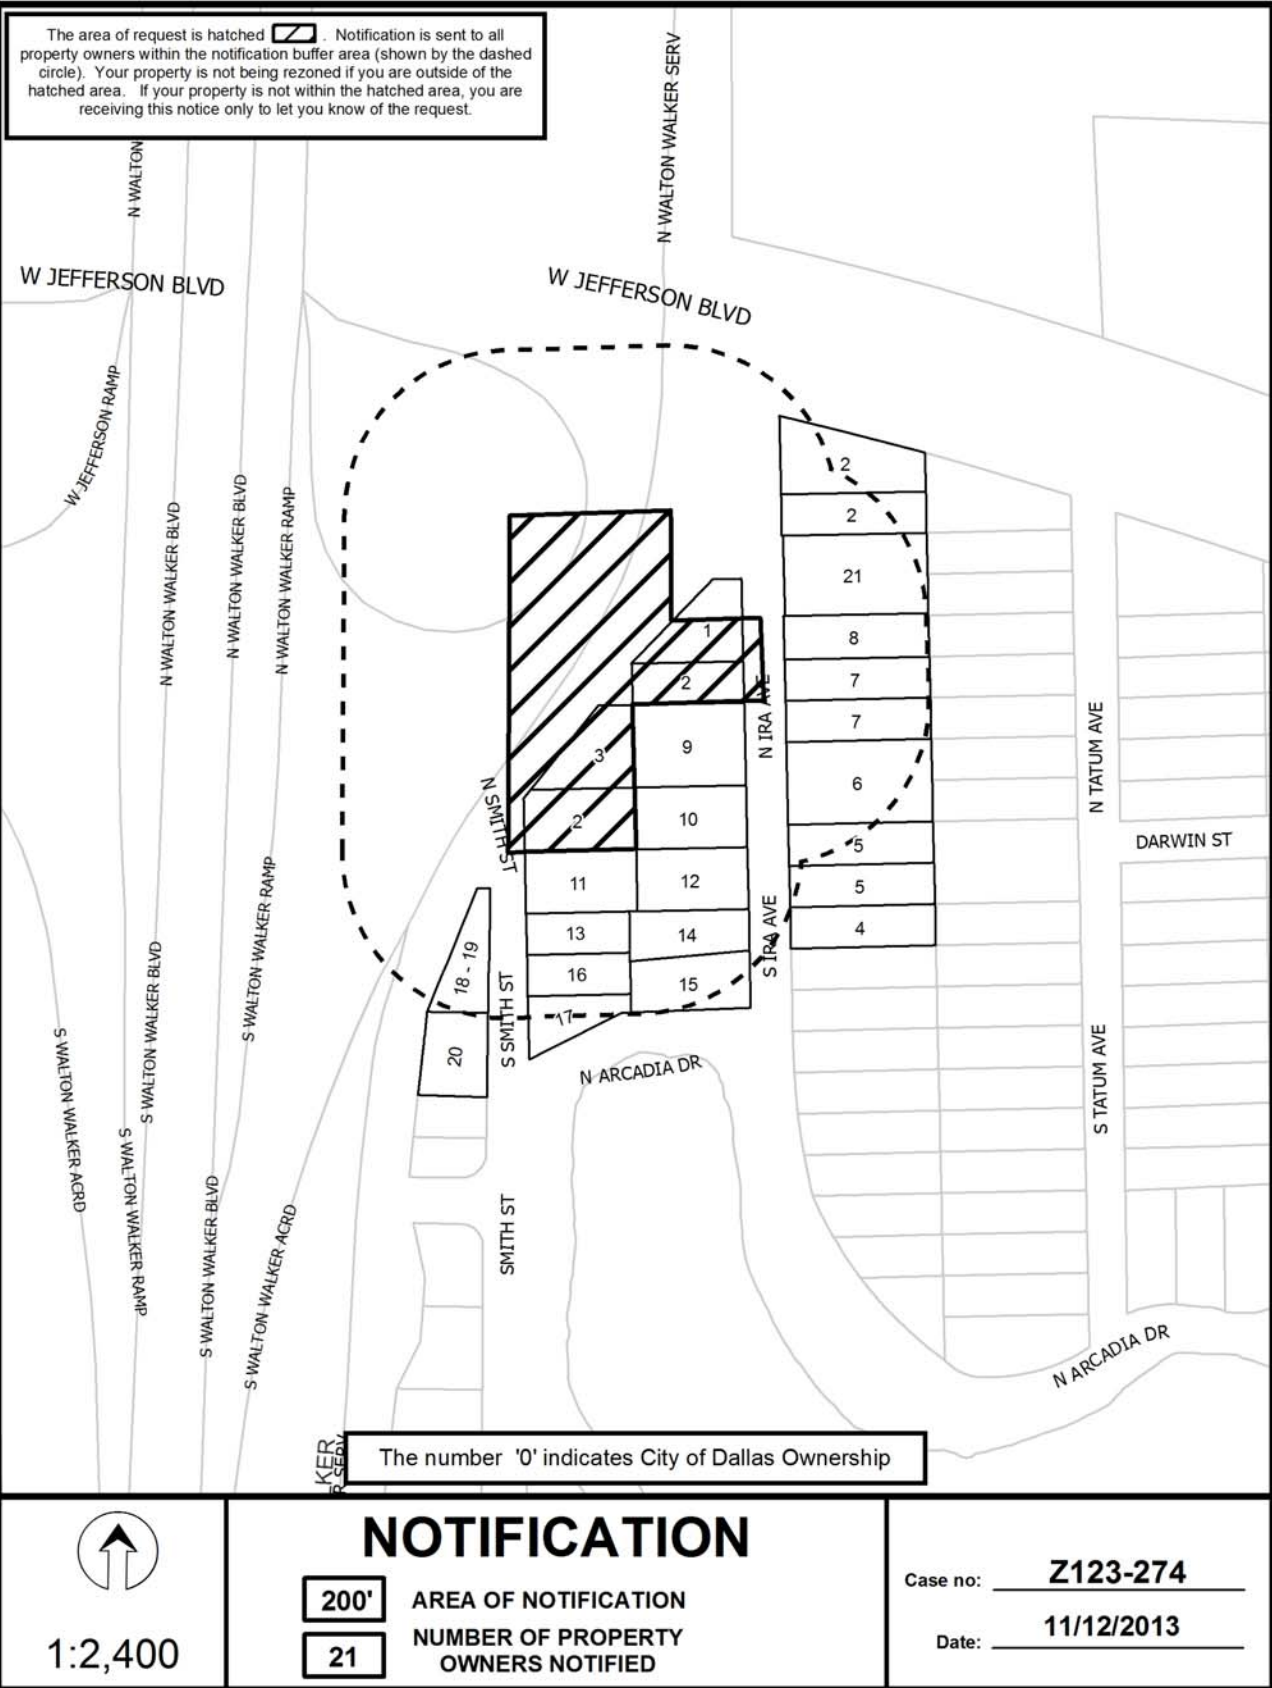 The area of request is hatched . Notification is sent to all
property owners within the notification buffer area (shown by the dashed
circle). Your property is not being rezoned if you are outside of the
hatched area. If your property is not within the hatched area, you are
receiving this notice only to let you know of the request.
N WALTON
N WALTON WALKER SERV
W JEFFERSON BLVD
W JEFFERSON BLVD
W JEFFERSON RAMP
N WALTON WALKER BLVD
N WALTON WALKER BLVD
N WALTON WALKER RAMP
2
2
21
1
8
2
7
N IRA AVE
7
9
3
6
N SMITH ST
10
2
5
N TATUM AVE
DARWIN ST
11
12
5
13
14
4
S IRA AVE
18 - 19
16
15
17
S SMITH ST
20
N ARCADIA DR
S WALTON WALKER RAMP
S WALTON WALKER BLVD
S WALTON WALKER ACRD
S WALTON WALKER RAMP
S WALTON WALKER BLVD
S WALTON WALKER ACRD
SMITH ST
S TATUM AVE
N ARCADIA DR
KER
R SERV
The number '0' indicates City of Dallas Ownership
1:2,400
NOTIFICATION
200' AREA OF NOTIFICATION
21 NUMBER OF PROPERTY
OWNERS NOTIFIED
Case no: Z123-274
Date: 11/12/2013